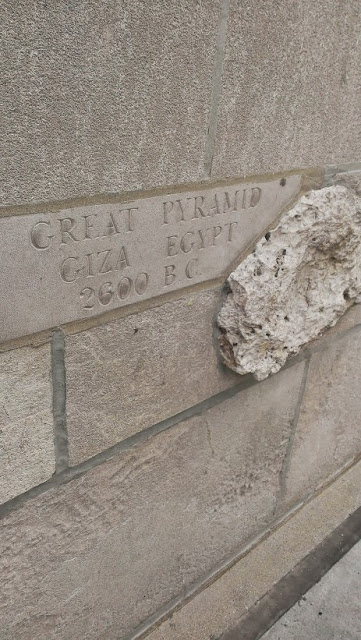 GREAT PYRAMID
GIZA EGYPT
2600 B.C.